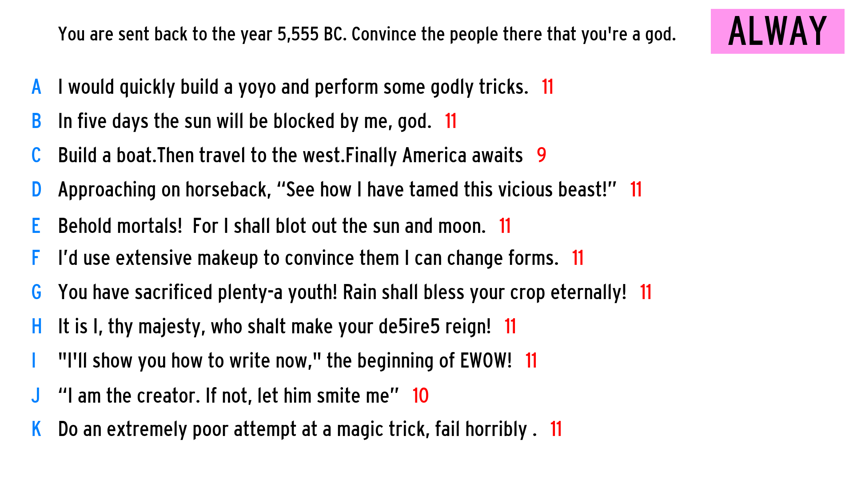 You are sent back to the year 5,555 BC. Convince the people there that you're a god.
ALWAY
A I would quickly build a yoyo and perform some godly tricks. 11
B In five days the sun will be blocked by me, god. 11
C Build a boat.Then travel to the west.Finally America awaits 9
D Approaching on horseback, “See how I have tamed this vicious beast!” 11
E Behold mortals! For I shall blot out the sun and moon. 11
F I’d use extensive makeup to convince them I can change forms. 11
G You have sacrificed plenty-a youth! Rain shall bless your crop eternally! 11
H It is I, thy majesty, who shalt make your de5ire5 reign! 11
I "I'll show you how to write now," the beginning of EWOW! 11
J “I am the creator. If not, let him smite me” 10
K Do an extremely poor attempt at a magic trick, fail horribly . 11